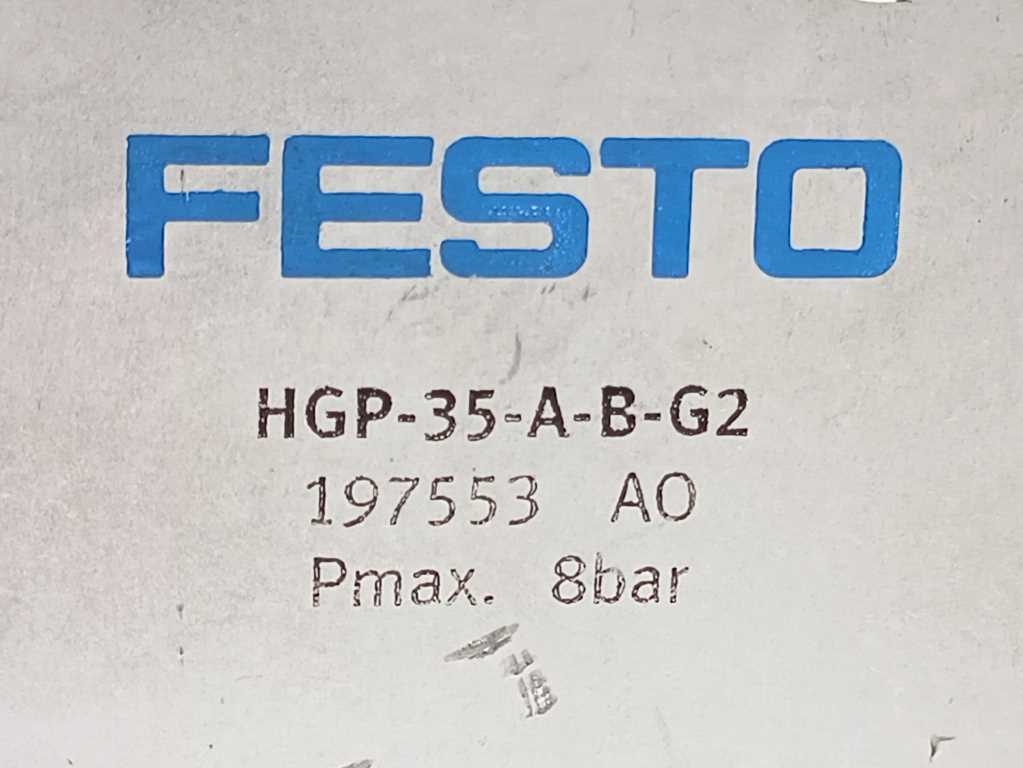 FESTO
HGP-35-A-B-G2
197553 AO
Pmax. 8bar